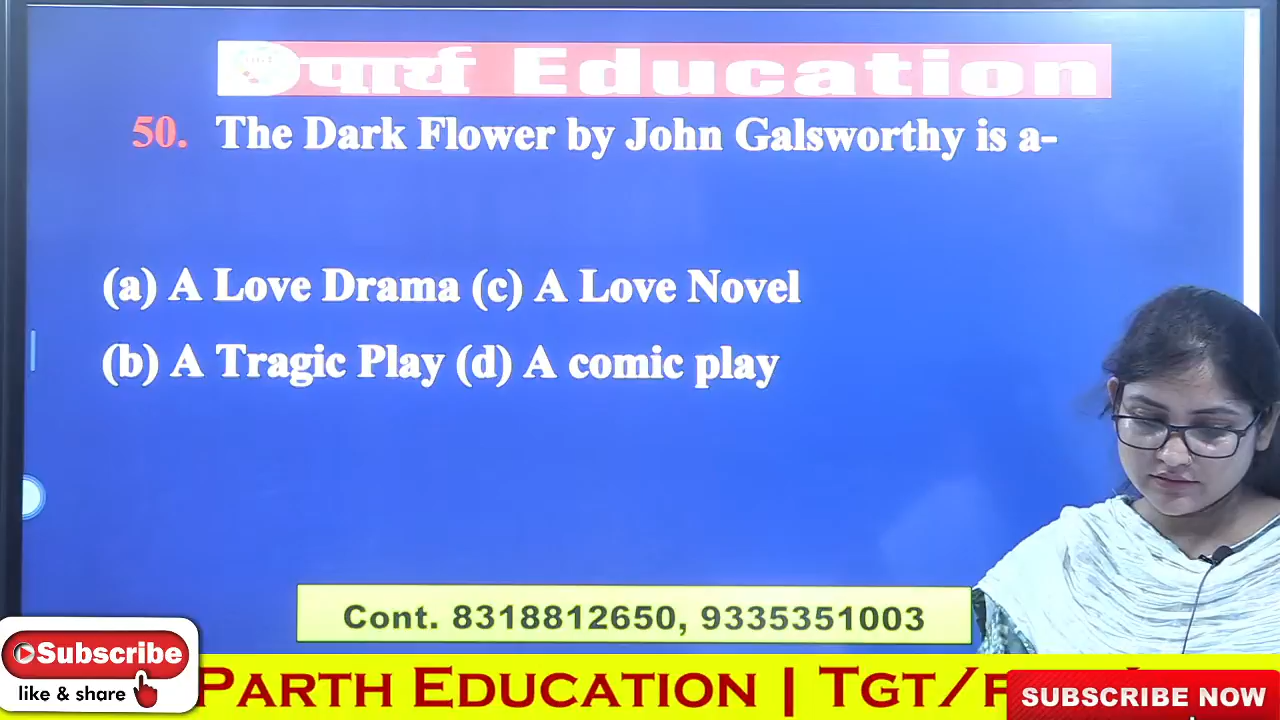 पार्थ Education
50. The Dark Flower by John Galsworthy is a-
(a) A Love Drama (c) A Love Novel
(b) A Tragic Play (d) A comic play
Cont. 8318812650, 9335351003
Subscribe
like & share
PARTH EDUCATION | TGT/
SUBSCRIBE NOW